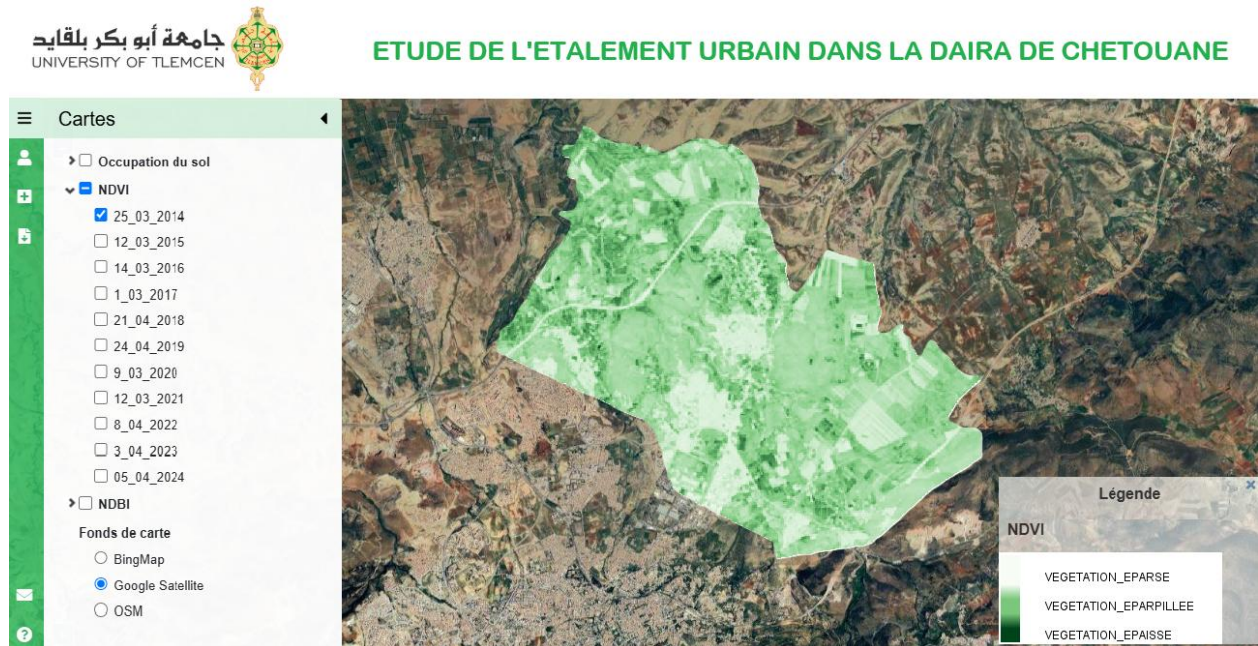 جامعة أبو بكر بلقايد
UNIVERSITY OF TLEMCEN
ETUDE DE L'ETALEMENT URBAIN DANS LA DAIRA DE CHETOUANE
Cartes
Occupation du sol
NDVI
25_03_2014
12_03_2015
14_03_2016
1_03_2017
21_04_2018
24_04_2019
9_03_2020
12_03_2021
8_04_2022
3_04_2023
05_04_2024
NDBI
Fonds de carte
BingMap
Google Satellite
OSM
Légende
NDVI
VEGETATION_EPARSE
VEGETATION_EPARPILLEE
VEGETATION_EPAISSE